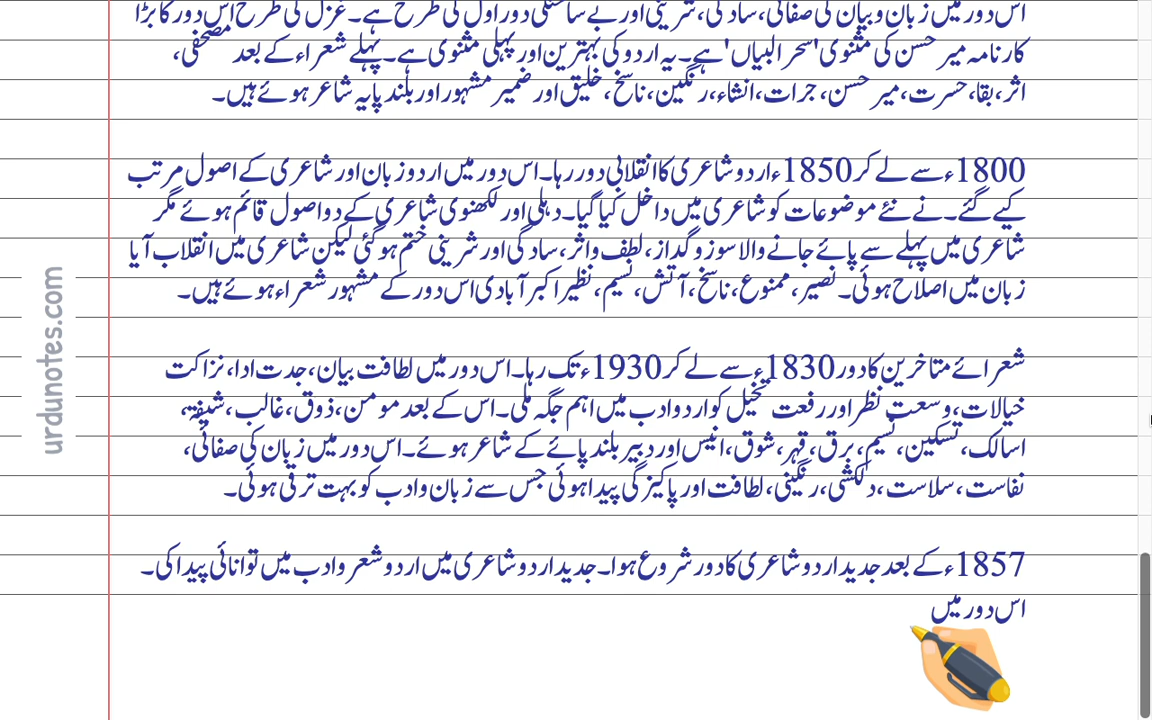 اس دور میں زبان و بیان کی صفائی، سادگی، شرینی اور بے ساختگی دور اول کی طرح ہے۔ غزل کی طرح اس دور کا بڑا
کارنامہ میر حسن کی مثنوی 'سحر البیاں' ہے۔ یہ اردو کی بہترین اور پہلی مثنوی ہے۔ پہلے شعراء کے بعد مصحفی،
اثر، بقا، حسرت، میر حسن، جرات، انشاء، رنگین، ناسخ، خلیق اور ضمیر مشہور اور بلند پایہ شاعر ہوئے ہیں۔
1800ء سے لے کر 1850ء اردو شاعری کا انقلابی دور رہا۔ اس دور میں اردو زبان اور شاعری کے اصول مرتب
کیے گئے۔ نے نئے موضوعات کو شاعری میں داخل کیا گیا۔ دہلی اور لکھنوی شاعری کے دو اصول قائم ہوئے مگر
شاعری میں پہلے سے پائے جانے والا سوز و گداز، لطف و اثر، سادگی اور شرینی ختم ہو گئی لیکن شاعری میں انقلاب آیا
زبان میں اصلاح ہوئی۔ نصیر، ممنوع، ناسخ، آتش، نسیم، نظیر اکبر آبادی اس دور کے مشہور شعراء ہوئے ہیں۔
شعرائے متاخرین کا دور 1830ء سے لے کر 1930ء تک رہا۔ اس دور میں لطافت بیان، جدت ادا، نزاکت
خیالات، وسعت نظر اور رفعت تخیل کو اردو ادب میں اہم جگہ ملی۔ اس کے بعد مومن، ذوق، غالب، شیفتہ،
اسالک، تسکین، نسیم، برق، قہر، شوق، انیس اور دبیر بلند پائے کے شاعر ہوئے۔ اس دور میں زبان کی صفائی،
نفاست، سلاست، دلکشی، رنگینی، لطافت اور پاکیزگی پیدا ہوئی جس سے زبان و ادب کو بہت ترقی ہوئی۔
1857ء کے بعد جدید اردو شاعری کا دور شروع ہوا۔ جدید اردو شاعری میں اردو شعر و ادب میں توانائی پیدا کی۔
اس دور میں
urdunotes.com